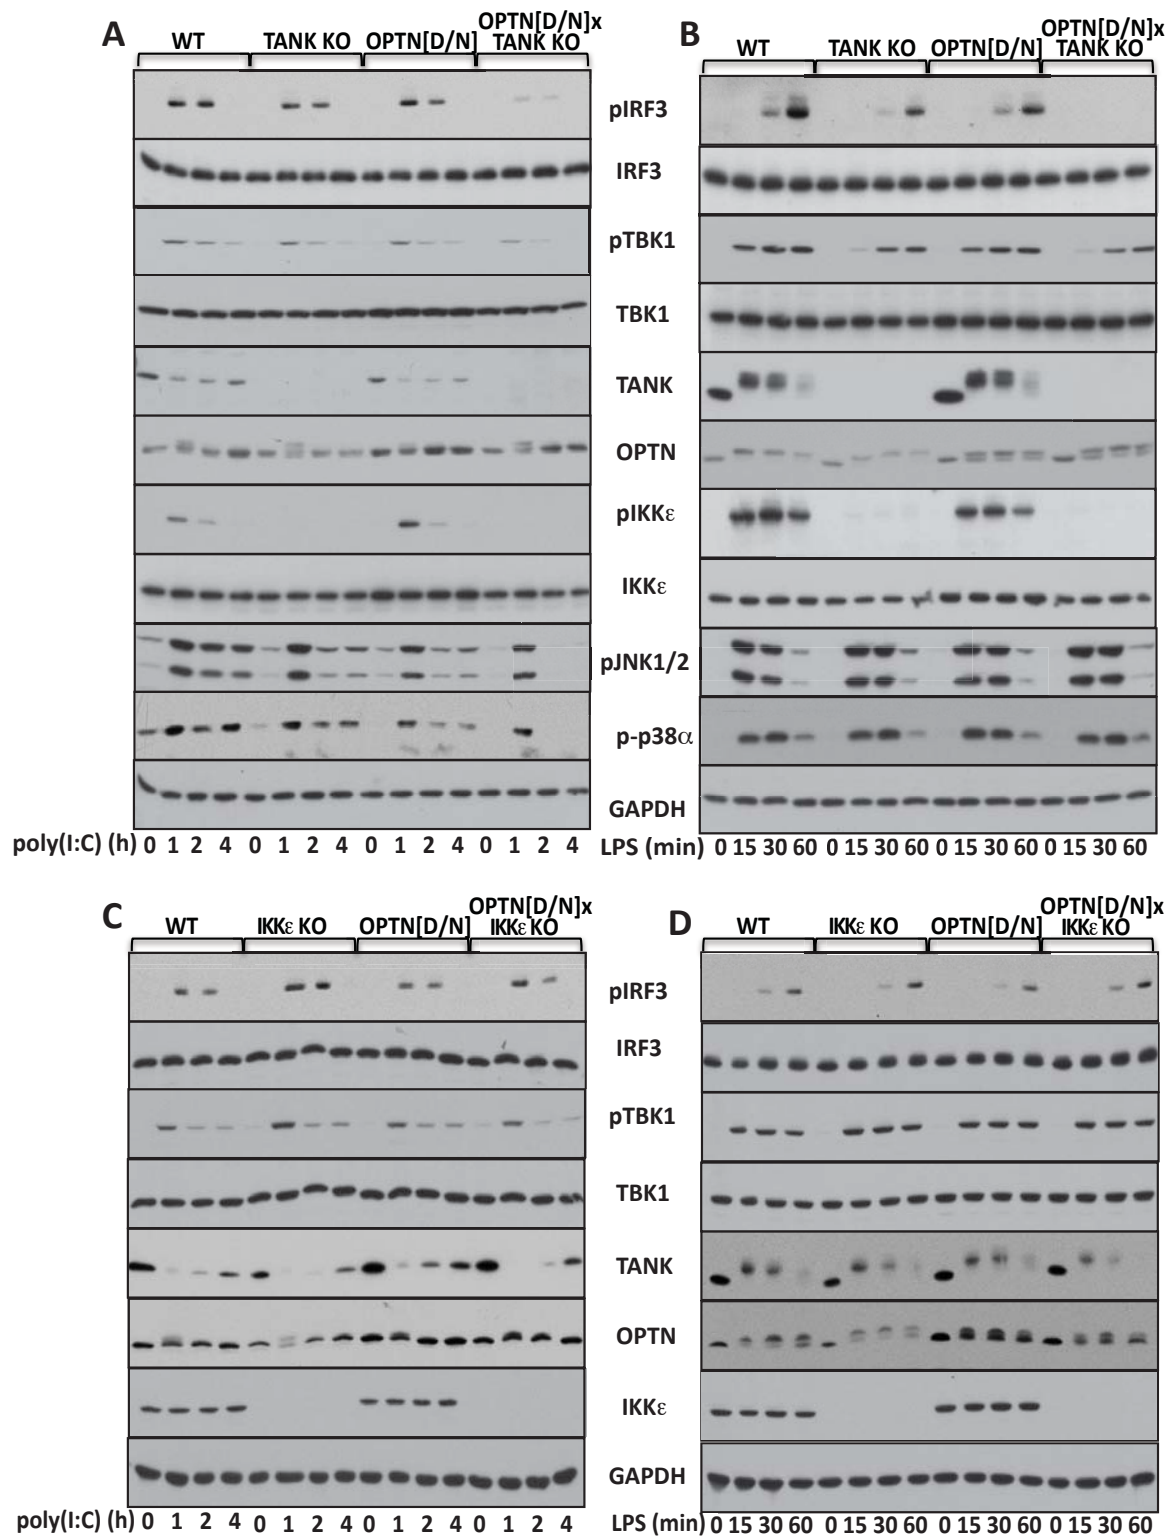 A
WT
TANK KO
OPTN[D/N]
OPTN[D/N]x
TANK KO
B
WT
TANK KO
OPTN[D/N]
OPTN[D/N]x
TANK KO
pIRF3
IRF3
pTBK1
TBK1
TANK
OPTN
pIKKε
IKKε
pJNK1/2
p-p38α
GAPDH
poly(I:C) (h) 0 1 2 4 0 1 2 4 0 1 2 4 0 1 2 4
LPS (min) 0 15 30 60 0 15 30 60 0 15 30 60 0 15 30 60
C
WT
IKKε KO
OPTN[D/N]
OPTN[D/N]x
IKKε KO
D
WT
IKKε KO
OPTN[D/N]
OPTN[D/N]x
IKKε KO
pIRF3
IRF3
pTBK1
TBK1
TANK
OPTN
IKKε
GAPDH
poly(I:C) (h) 0 1 2 4 0 1 2 4 0 1 2 4 0 1 2 4
LPS (min) 0 15 30 60 0 15 30 60 0 15 30 60 0 15 30 60